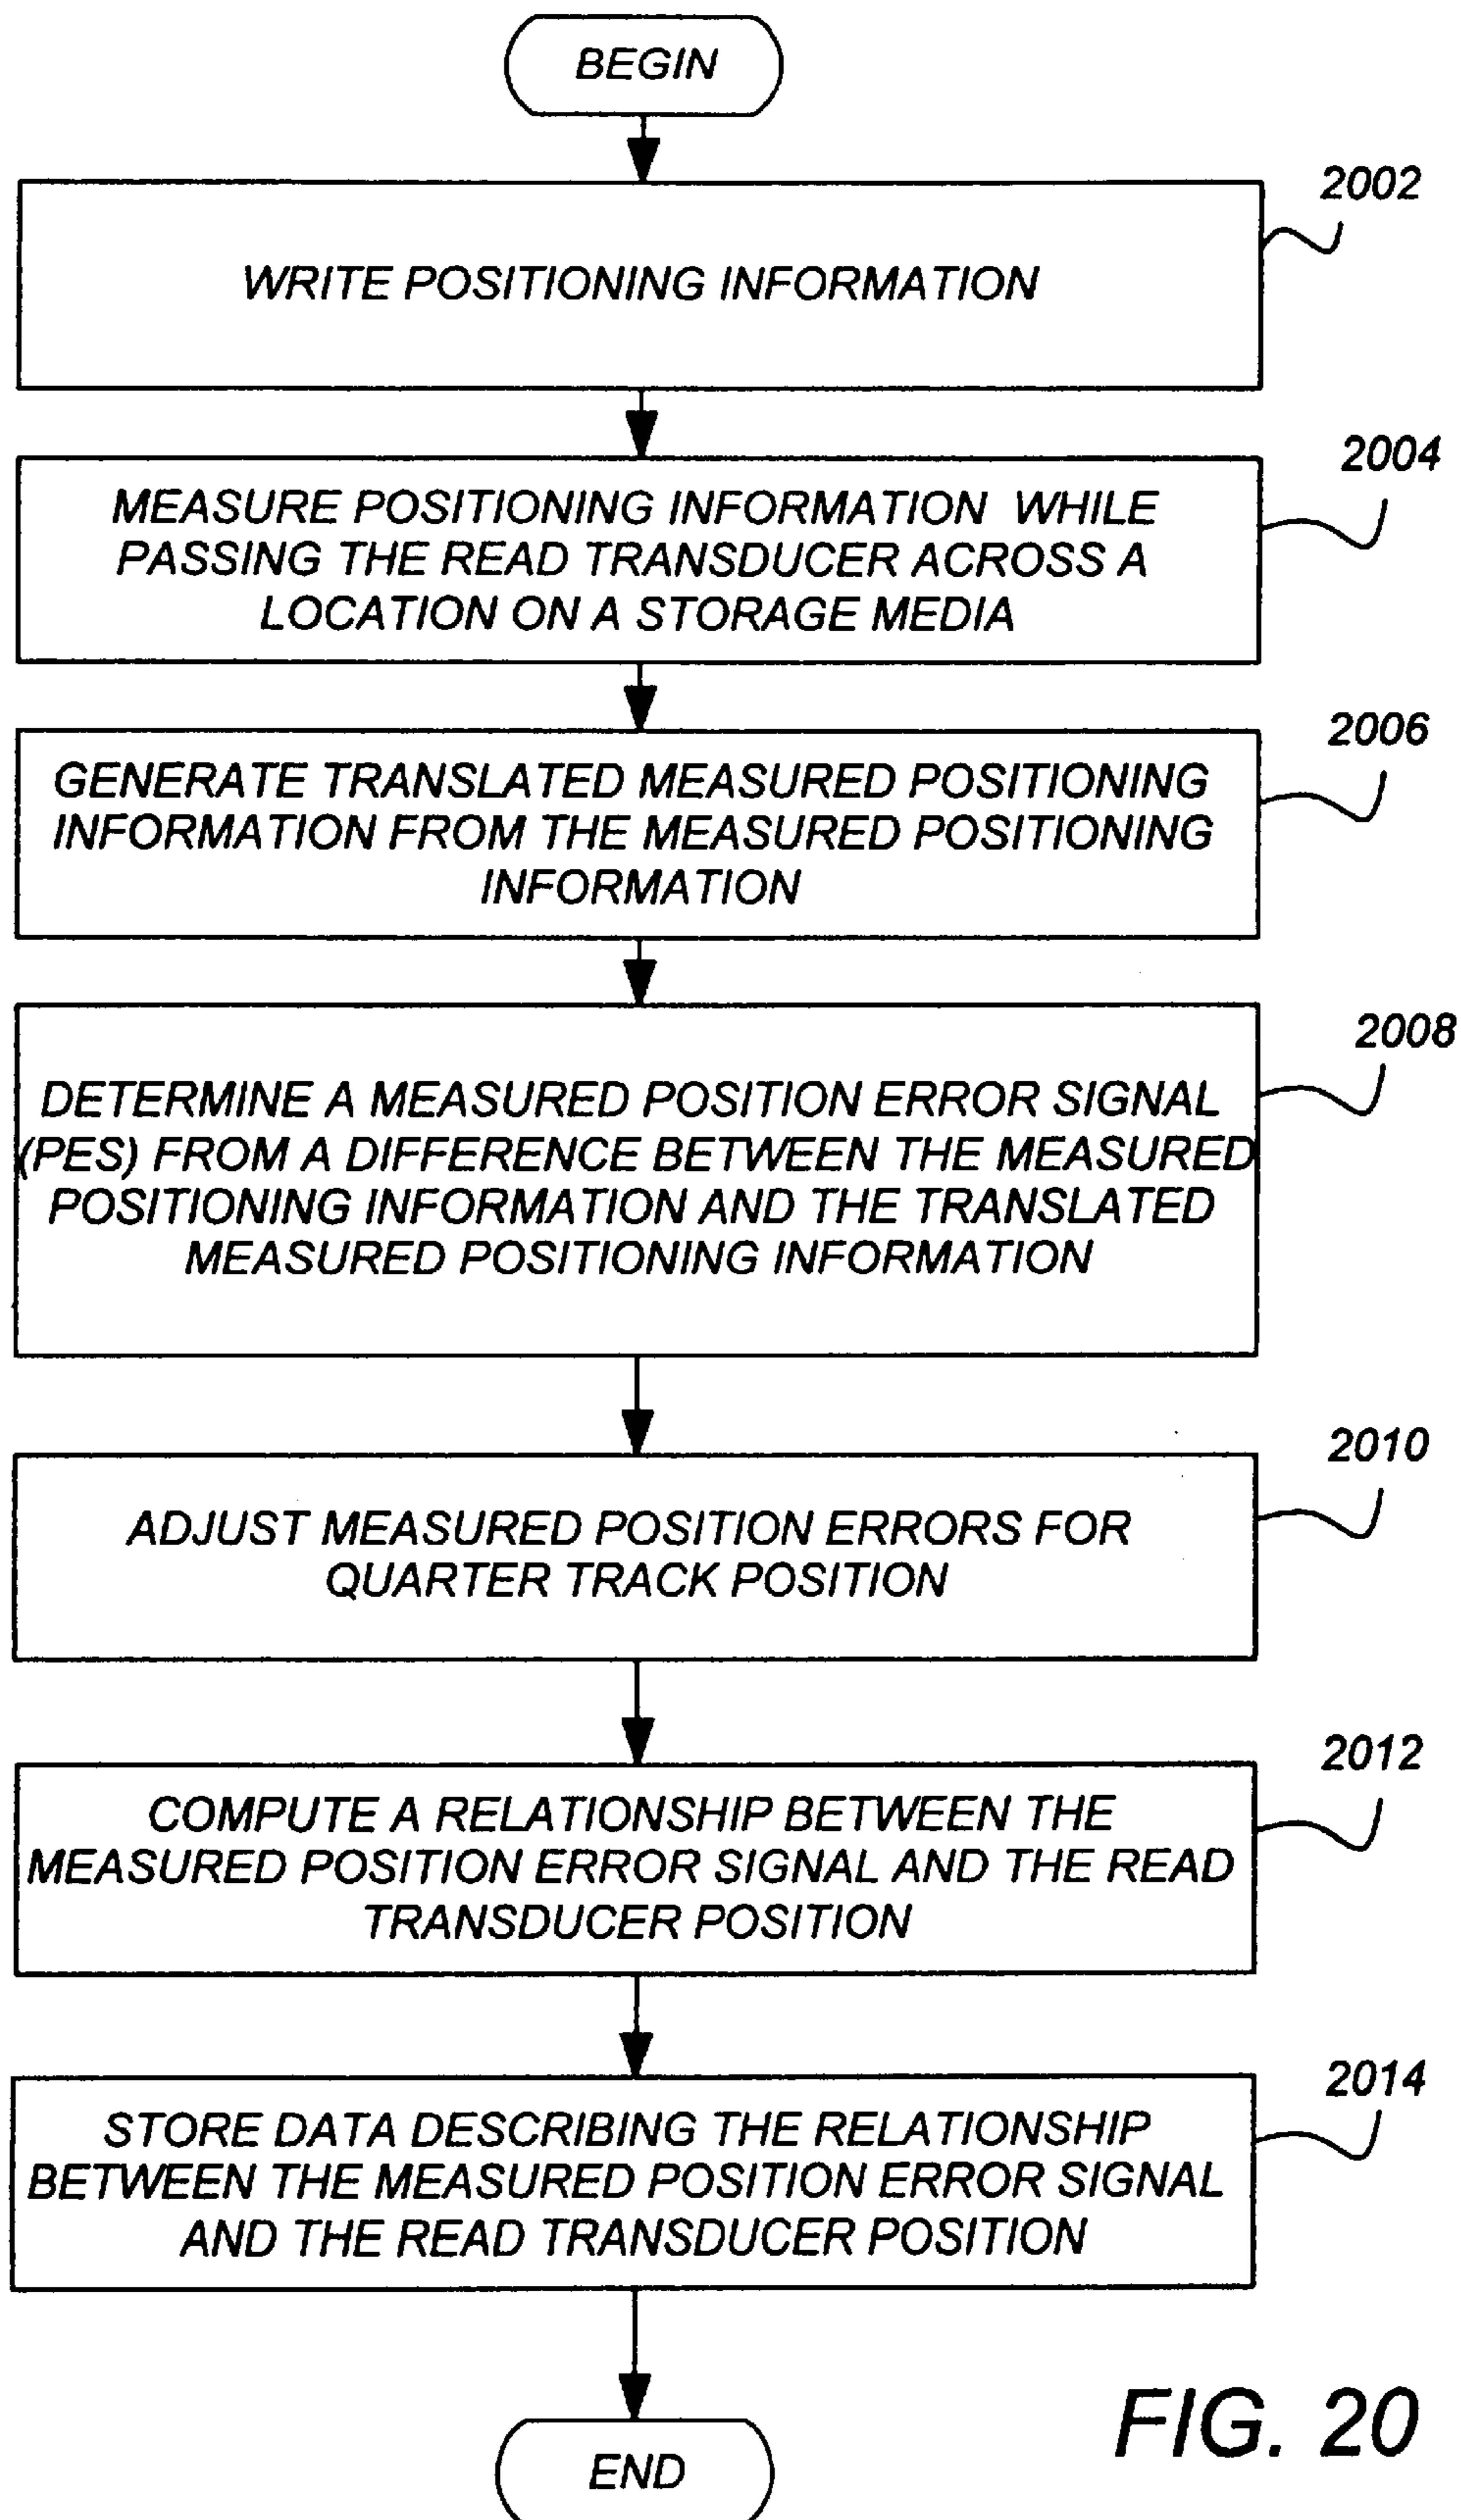 BEGIN
2002
WRITE POSITIONING INFORMATION
2004
MEASURE POSITIONING INFORMATION WHILE
PASSING THE READ TRANSDUCER ACROSS A
LOCATION ON A STORAGE MEDIA
2006
GENERATE TRANSLATED MEASURED POSITIONING
INFORMATION FROM THE MEASURED POSITIONING
INFORMATION
2008
DETERMINE A MEASURED POSITION ERROR SIGNAL
(PES) FROM A DIFFERENCE BETWEEN THE MEASURED
POSITIONING INFORMATION AND THE TRANSLATED
MEASURED POSITIONING INFORMATION
2010
ADJUST MEASURED POSITION ERRORS FOR
QUARTER TRACK POSITION
2012
COMPUTE A RELATIONSHIP BETWEEN THE
MEASURED POSITION ERROR SIGNAL AND THE READ
TRANSDUCER POSITION
2014
STORE DATA DESCRIBING THE RELATIONSHIP
BETWEEN THE MEASURED POSITION ERROR SIGNAL
AND THE READ TRANSDUCER POSITION
END
FIG. 20